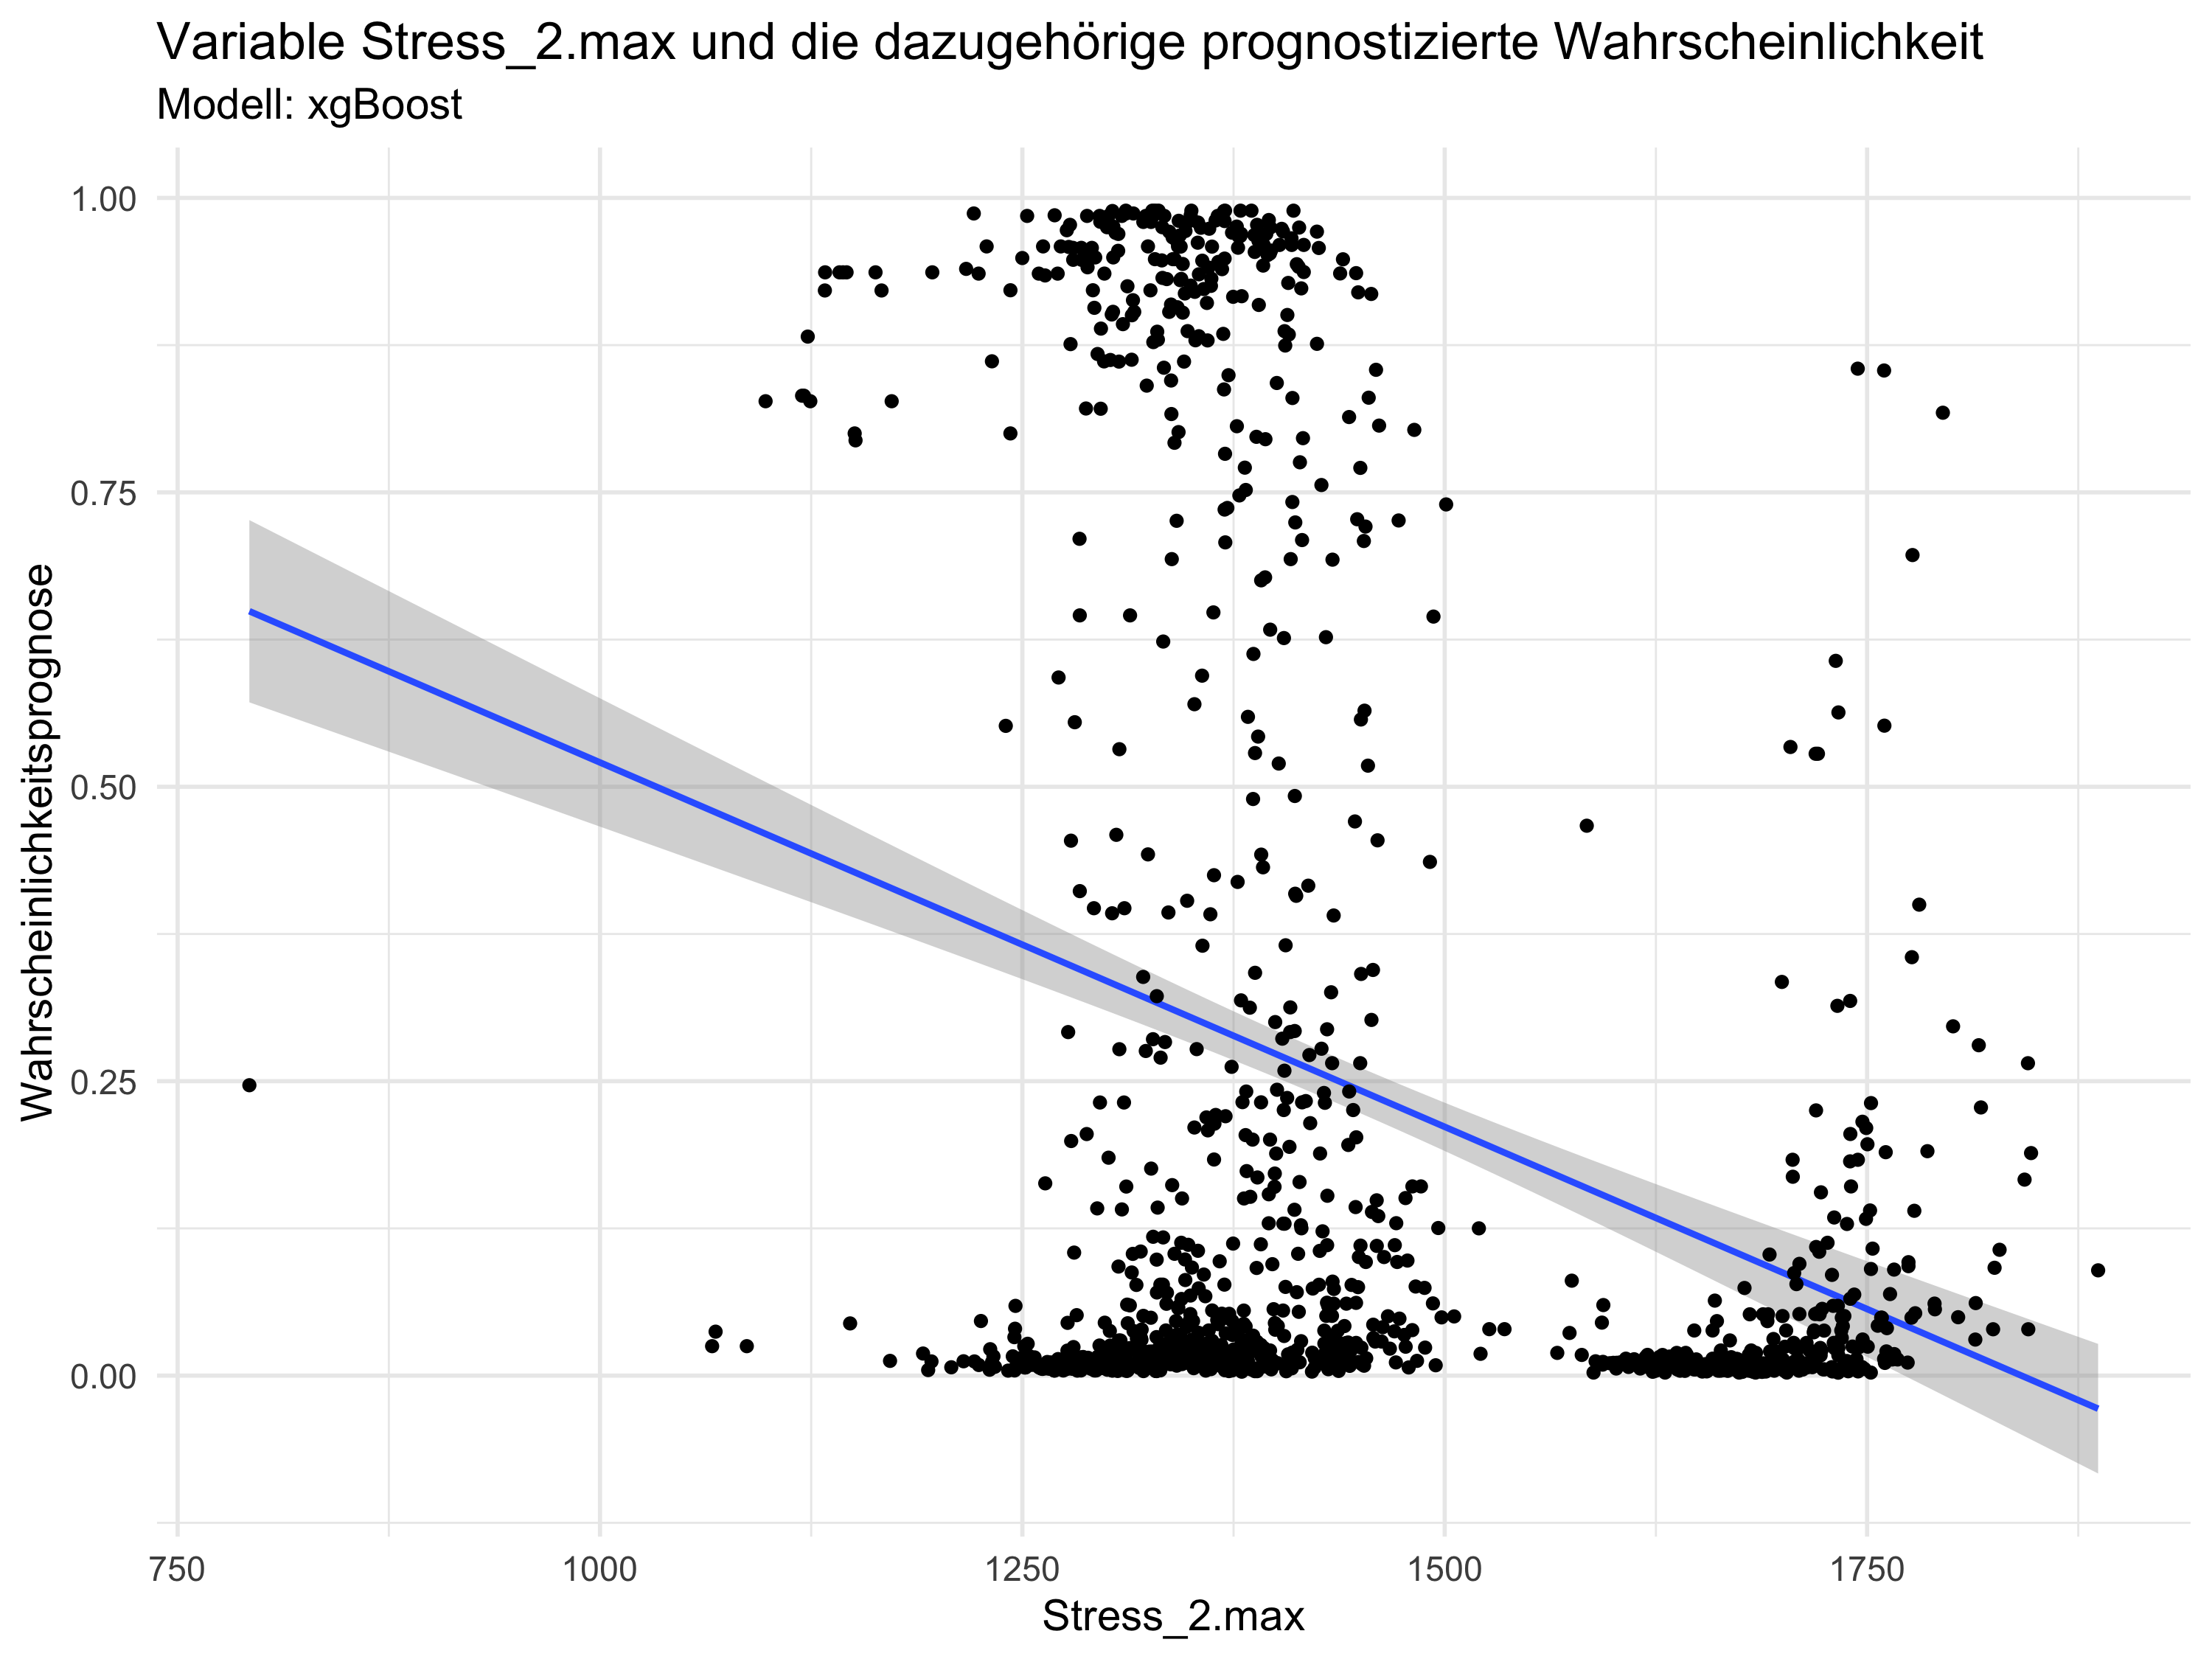 Variable Stress_2.max und die dazugehörige prognostizierte Wahrscheinlichkeit
Modell: xgBoost
Wahrscheinlichkeitsprognose
1.00
0.75
0.50
0.25
0.00
750
1000
1250
1500
1750
Stress_2.max